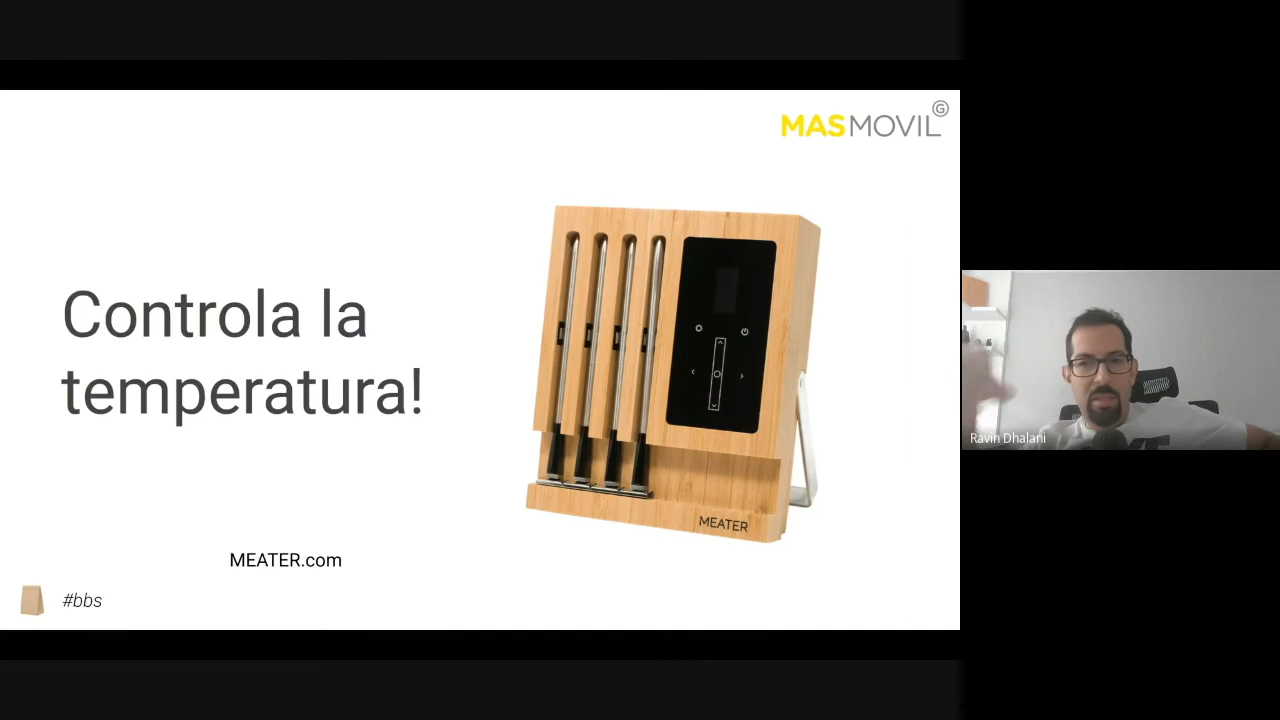 MASMOVIL G
Controla la
temperatura!
MEATER
MEATER.com
#bbs
Ravin Dhalani